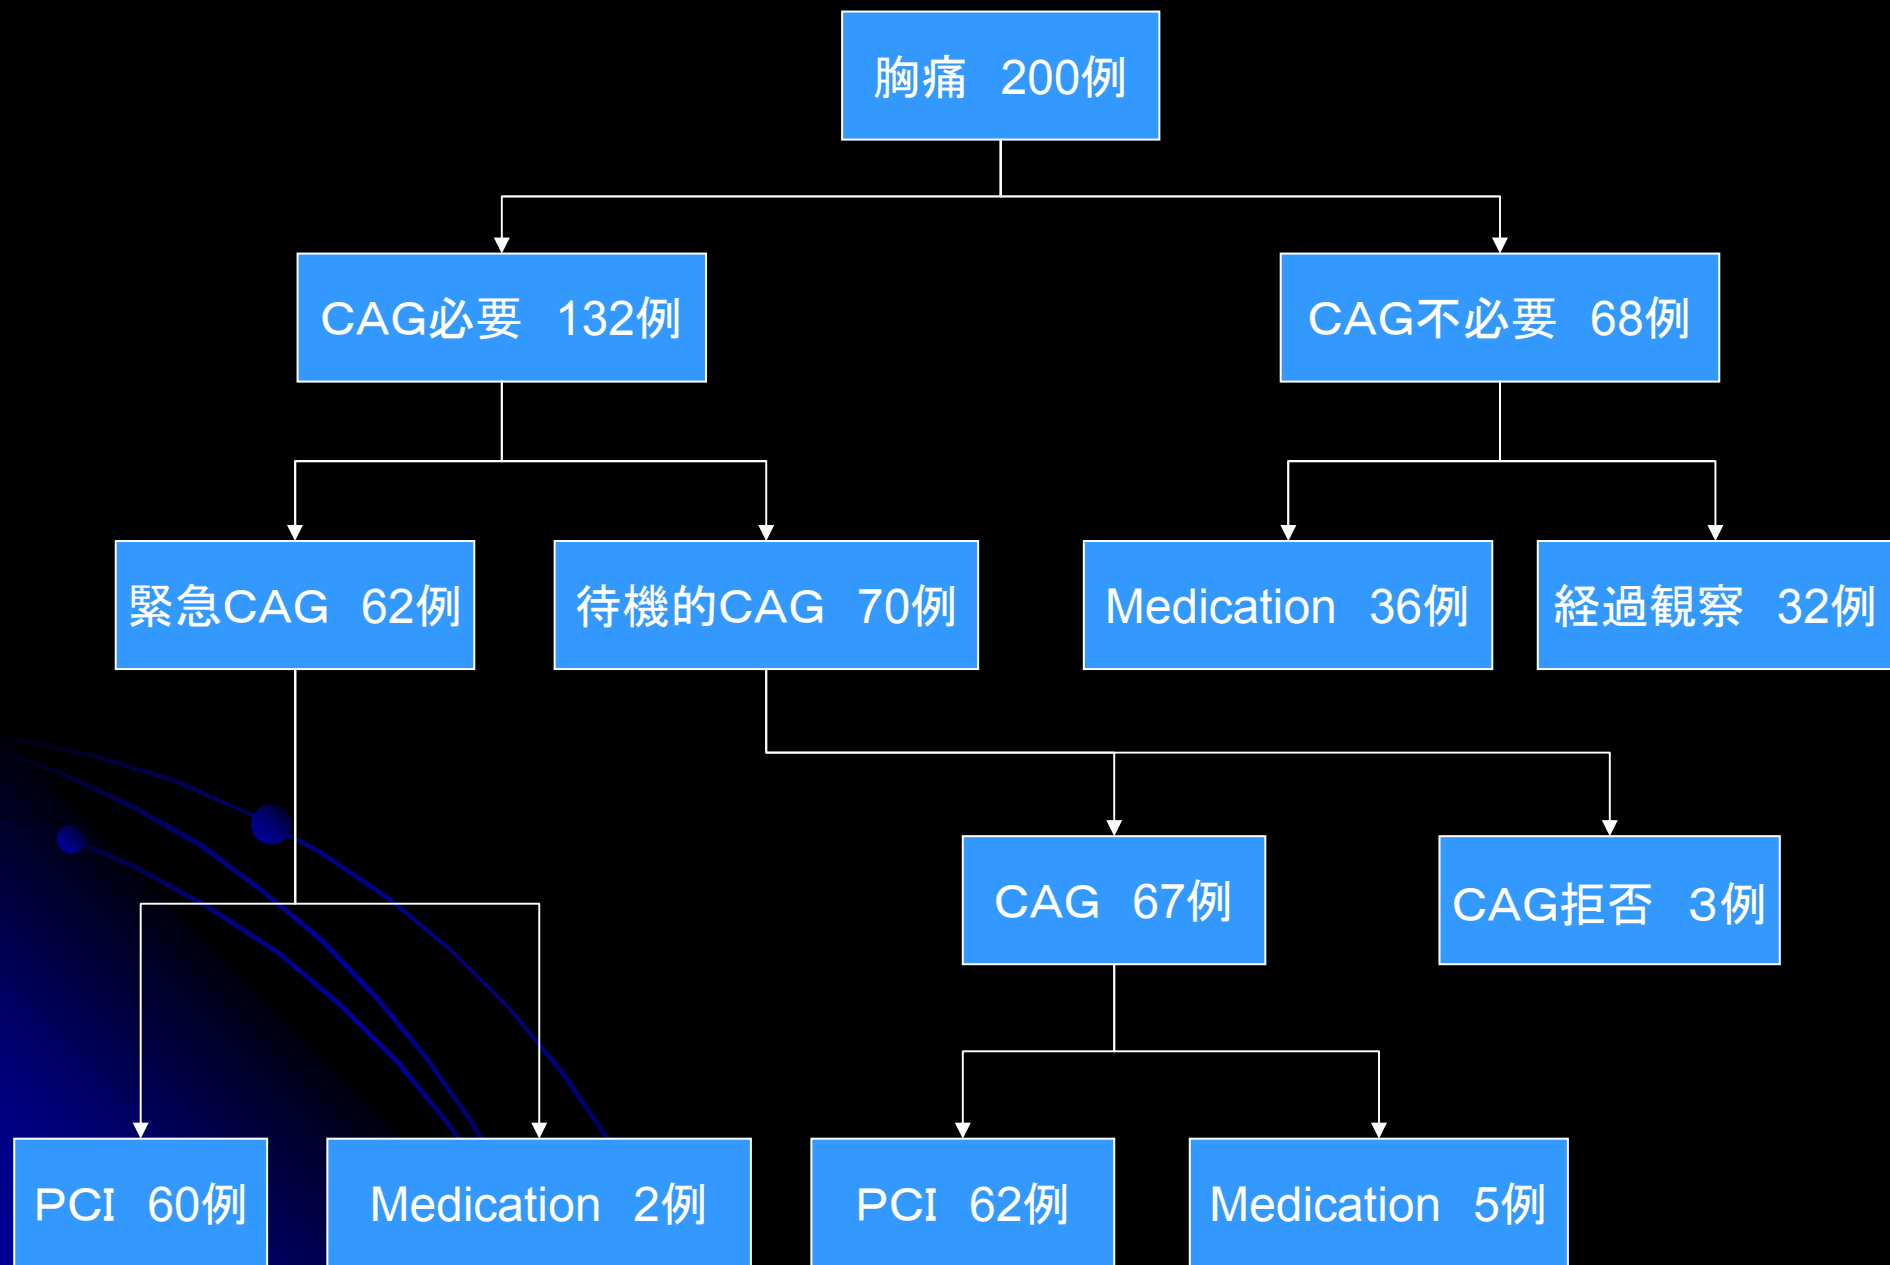 胸痛　200例
CAG必要　132例
CAG不必要　68例
緊急CAG　62例
待機的CAG　70例
Medication　36例
経過観察　32例
CAG　67例
CAG拒否　3例
PCI　60例
Medication　2例
PCI　62例
Medication　5例